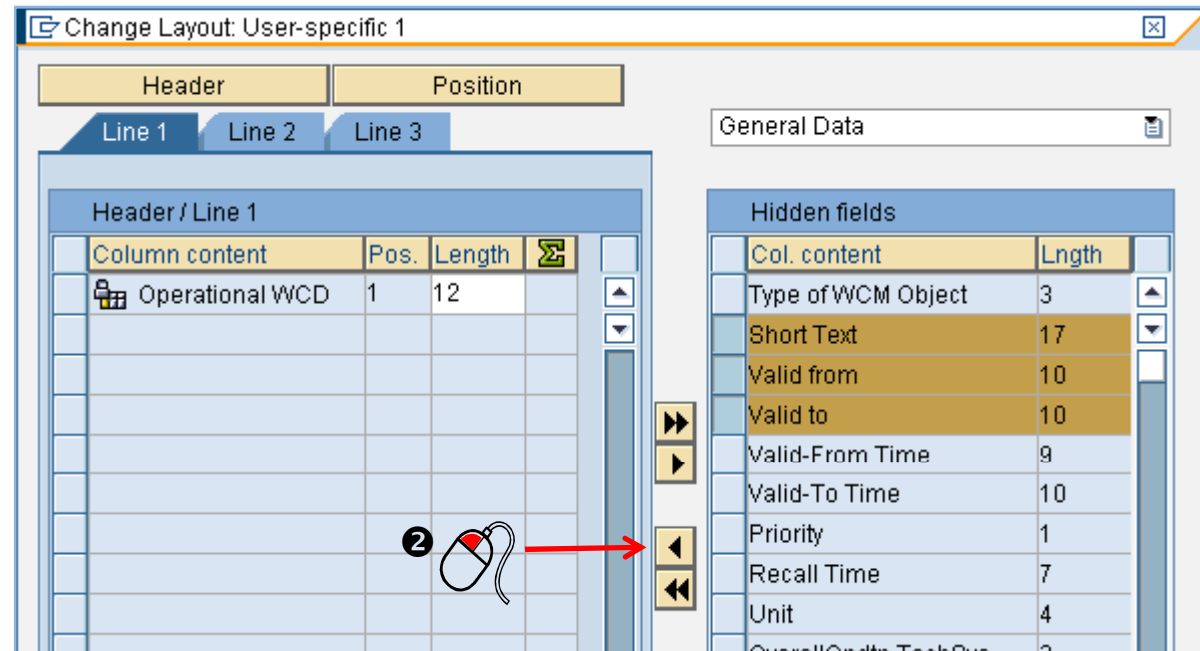 Change Layout: User-specific 1
Header Position
Line 1 Line 2 Line 3
General Data
Header / Line 1
Column content Pos. Length Σ
Operational WCD 1 12
❷
Hidden fields
Col. content Lngth
Type of WCM Object 3
Short Text 17
Valid from 10
Valid to 10
Valid-From Time 9
Valid-To Time 10
Priority 1
Recall Time 7
Unit 4